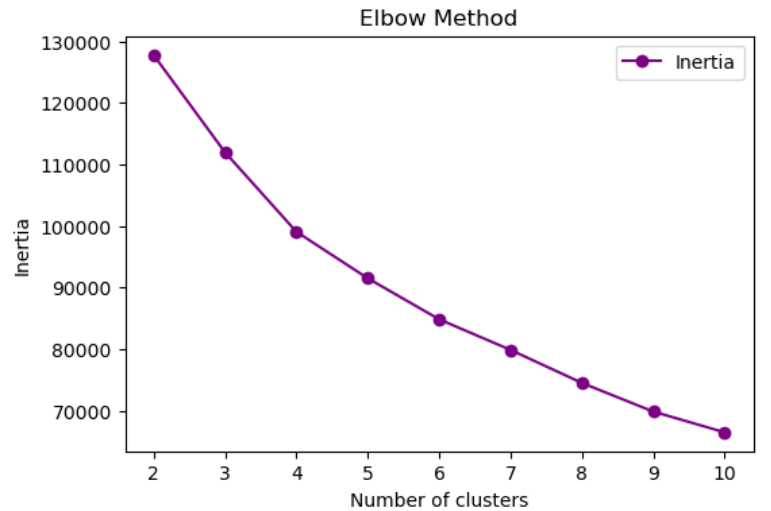 Elbow Method
Inertia
130000
120000
110000
100000
90000
80000
70000
Inertia
2 3 4 5 6 7 8 9 10
Number of clusters